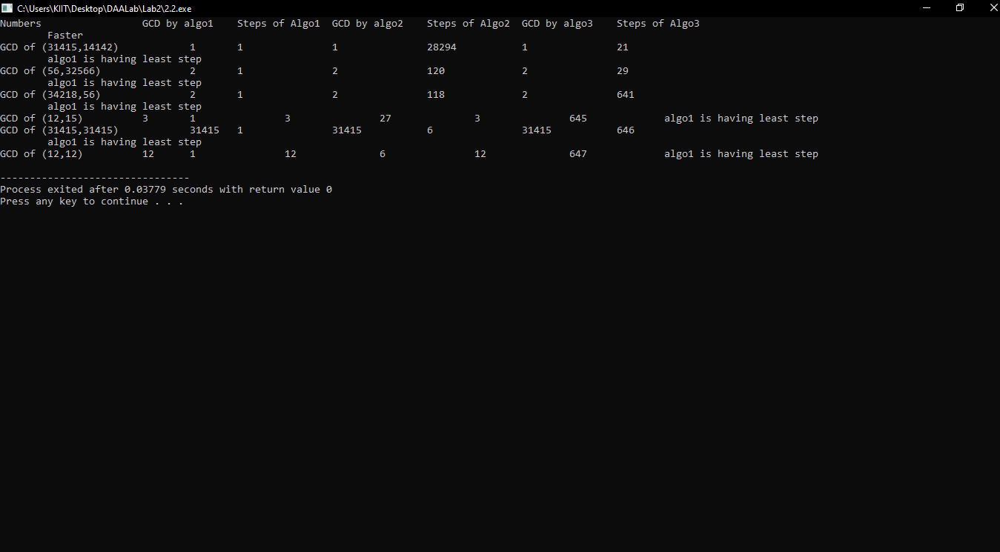 C:\Users\KIIT\Desktop\DAALab\Lab2\2.2.exe
Numbers GCD by algo1 Steps of Algo1 GCD by algo2 Steps of Algo2 GCD by algo3 Steps of Algo3
Faster
GCD of (31415,14142) 1 1 1 28294 1 21
algo1 is having least step
GCD of (56,32566) 2 1 2 120 2 29
algo1 is having least step
GCD of (34218,56) 2 1 2 118 2 641
algo1 is having least step
GCD of (12,15) 3 1 3 27 3 645 algo1 is having least step
GCD of (31415,31415) 31415 1 31415 6 31415 646
algo1 is having least step
GCD of (12,12) 12 1 12 6 12 647 algo1 is having least step
--------------------------------
Process exited after 0.03779 seconds with return value 0
Press any key to continue . . .